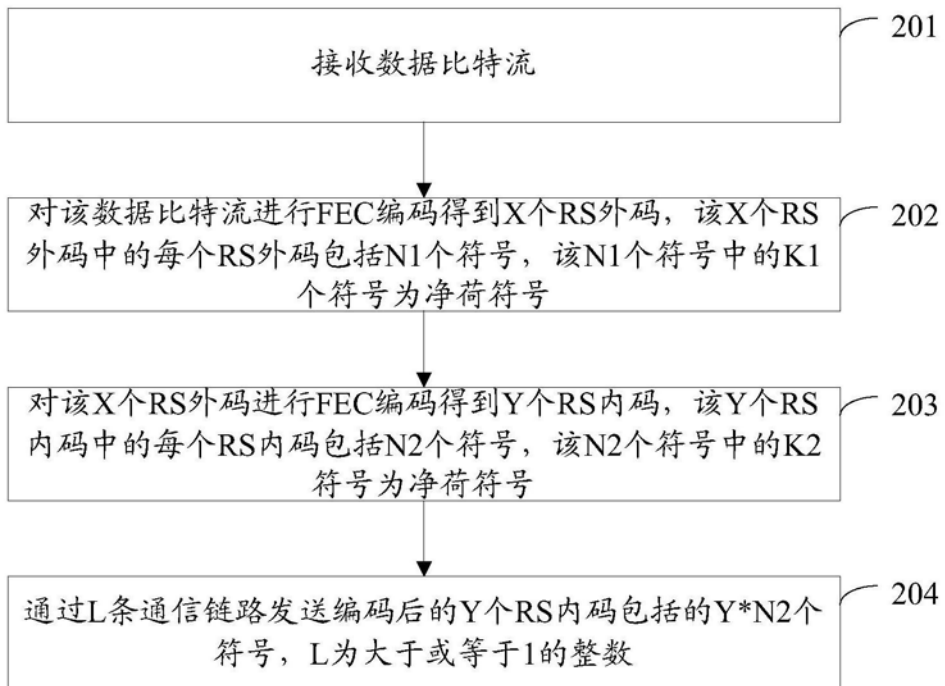 接收数据比特流
201
对该数据比特流进行FEC编码得到X个RS外码，该X个RS
外码中的每个RS外码包括N1个符号，该N1个符号中的K1
个符号为净荷符号
202
对该X个RS外码进行FEC编码得到Y个RS内码，该Y个RS
内码中的每个RS内码包括N2个符号，该N2个符号中的K2
符号为净荷符号
203
通过L条通信链路发送编码后的Y个RS内码包括的Y*N2个
符号，L为大于或等于1的整数
204